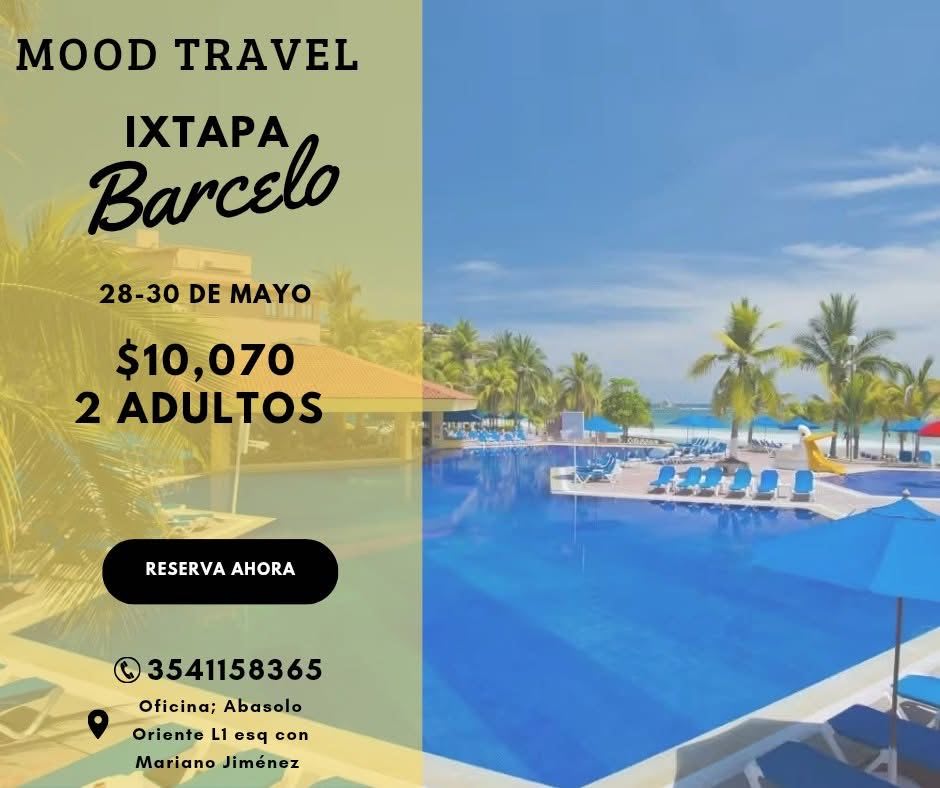 MOOD TRAVEL
IXTAPA
Barcelo
28-30 DE MAYO
$10,070
2 ADULTOS
RESERVA AHORA
3541158365
Oficina; Abasolo
Oriente L1 esq con
Mariano Jiménez